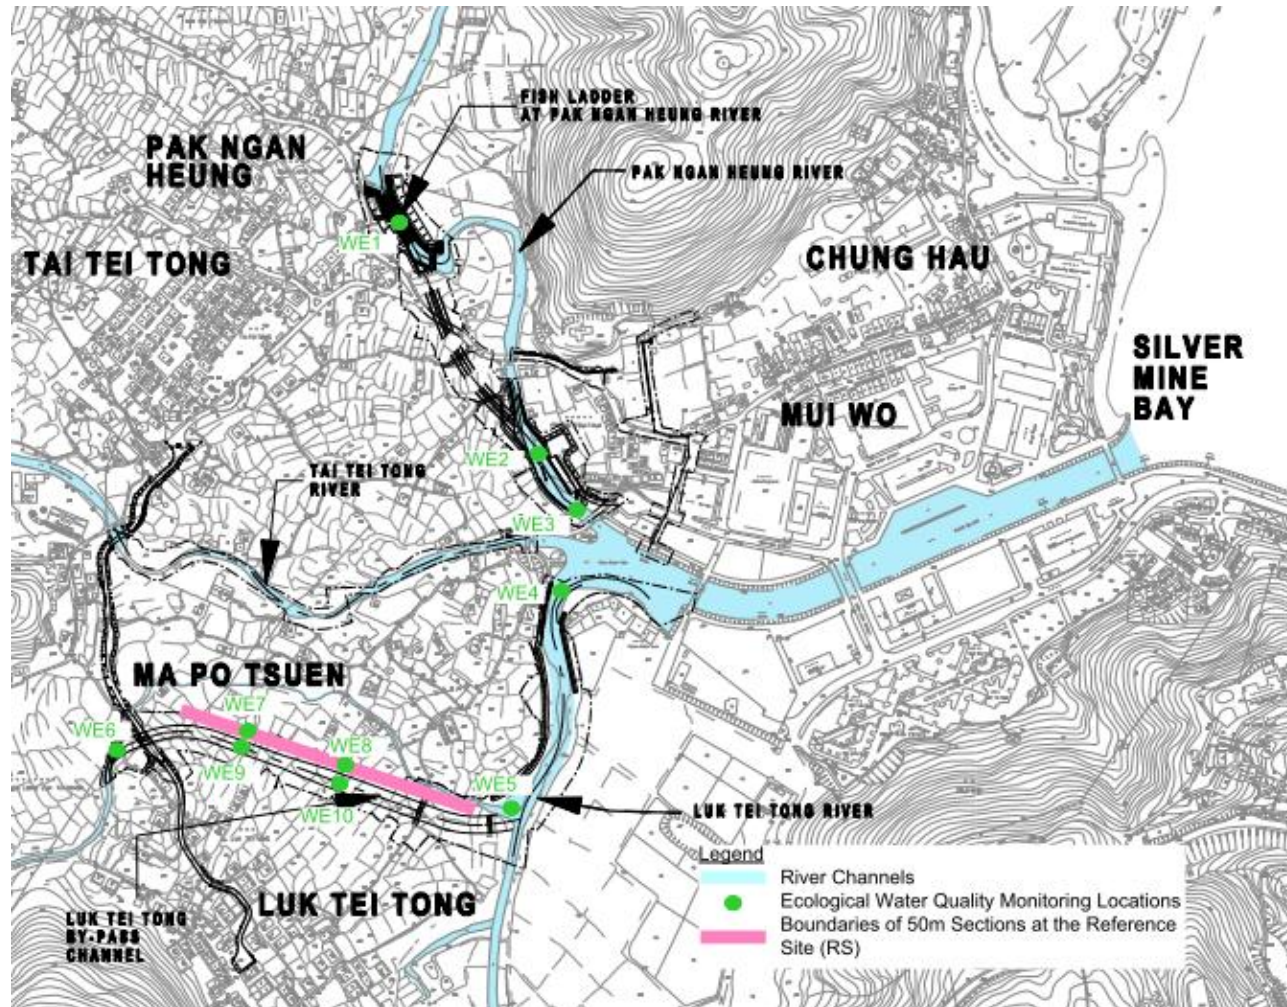 FISH LADDER
AT PAK NGAN HEUNG RIVER
PAK NGAN
HEUNG
PAK NGAN HEUNG RIVER
WE1
TAI TEI TONG
CHUNG HAU
SILVER
MINE
BAY
MUI WO
WE2
TAI TEI TONG
RIVER
WE3
WE4
MA PO TSUEN
WE7
WE6
WE8
WE9
WE5
WE10
LUK TEI TONG RIVER
Legend
River Channels
Ecological Water Quality Monitoring Locations
Boundaries of 50m Sections at the Reference
Site (RS)
LUK TEI TONG
LUK TEI TONG
BY-PASS
CHANNEL